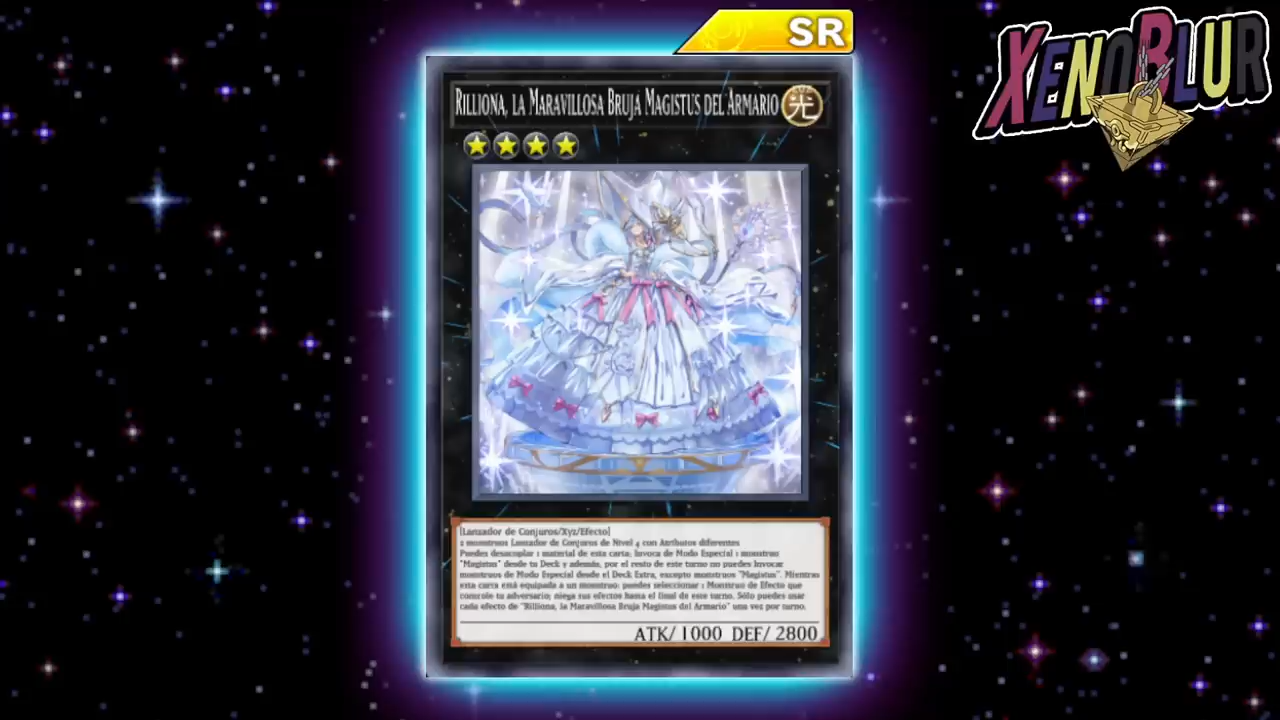 SR
XENOBLUR
RILLIONA, LA MARAVILLOSA BRUJA MAGISTUS DEL ARMARIO
光
[Lanzador de Conjuros/Xyz/Efecto]
2 monstruos Lanzador de Conjuros de Nivel 4 con Atributos diferentes
Puedes desacoplar 1 material de esta carta; Invoca de Modo Especial 1 monstruo
"Magistus" desde tu Deck y además, por el resto de este turno no puedes Invocar
monstruos de Modo Especial desde el Deck Extra, excepto monstruos "Magistus". Mientras
esta carta está equipada a un monstruo: puedes seleccionar 1 Monstruo de Efecto que
controle tu adversario; niega sus efectos hasta el final de este turno. Sólo puedes usar
cada efecto de "Rilliona, la Maravillosa Bruja Magistus del Armario" una vez por turno.
ATK/ 1000 DEF/ 2800